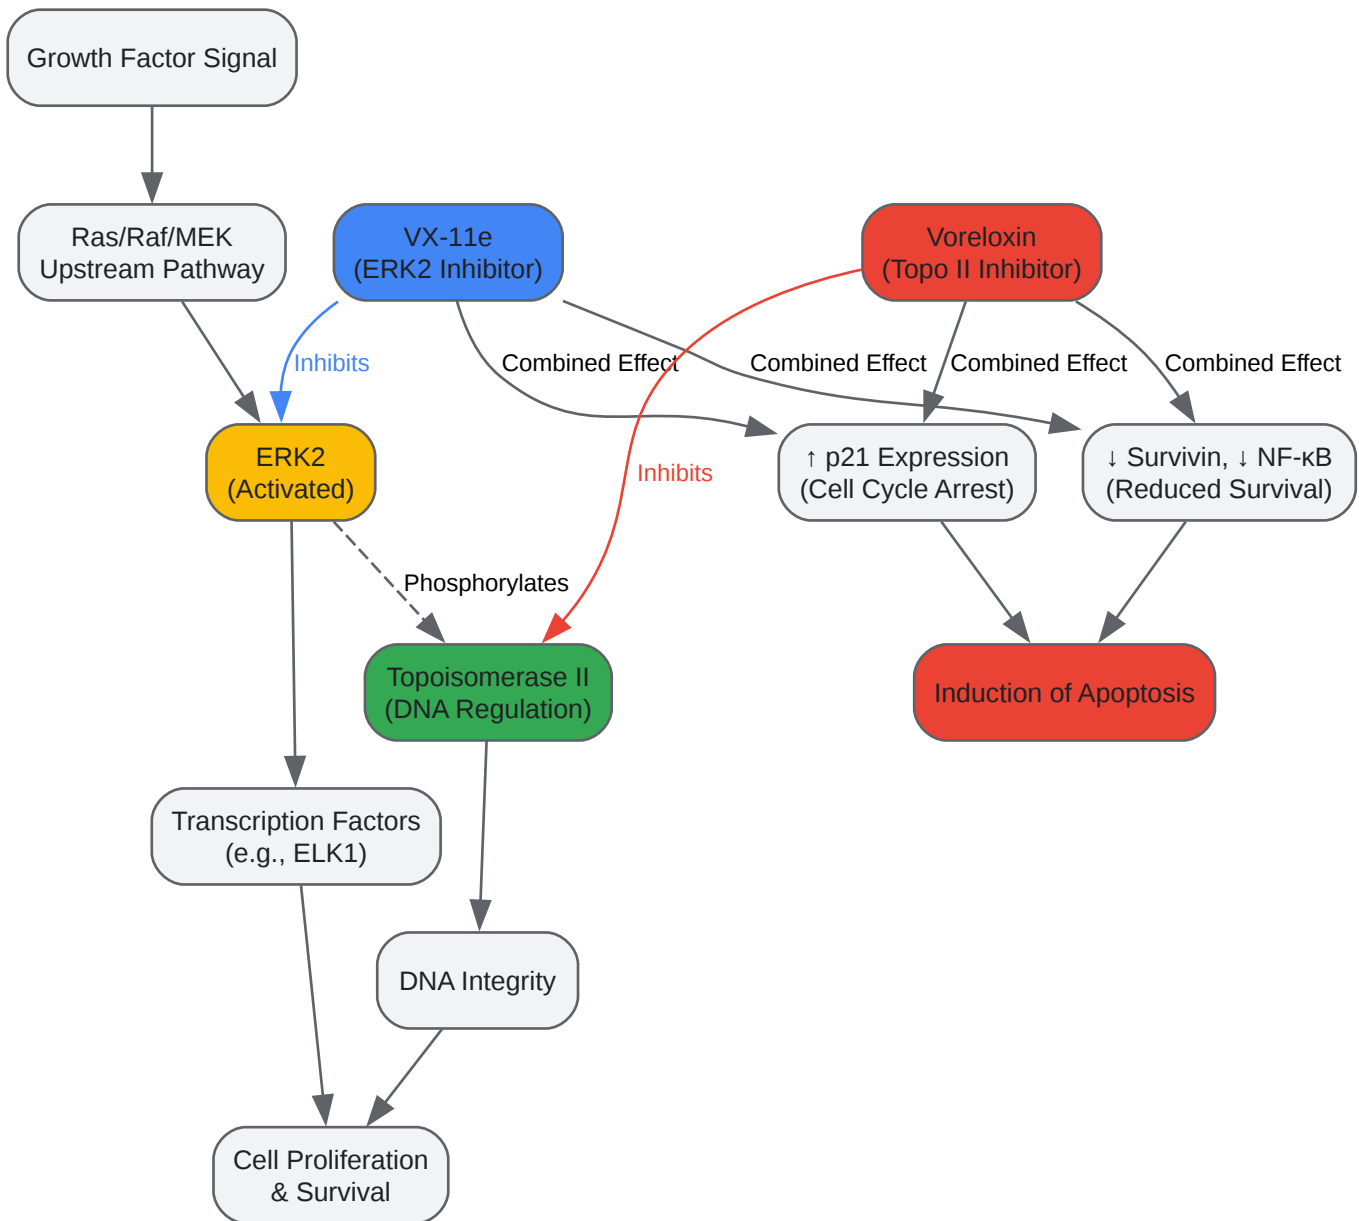 Growth Factor Signal
Ras/Raf/MEK
Upstream Pathway
VX-11e
(ERK2 Inhibitor)
Voreloxin
(Topo II Inhibitor)
Inhibits
Combined Effect
Combined Effect
Combined Effect
Combined Effect
ERK2
(Activated)
Inhibits
↑ p21 Expression
(Cell Cycle Arrest)
↓ Survivin, ↓ NF-κB
(Reduced Survival)
Phosphorylates
Topoisomerase II
(DNA Regulation)
Induction of Apoptosis
Transcription Factors
(e.g., ELK1)
DNA Integrity
Cell Proliferation
& Survival